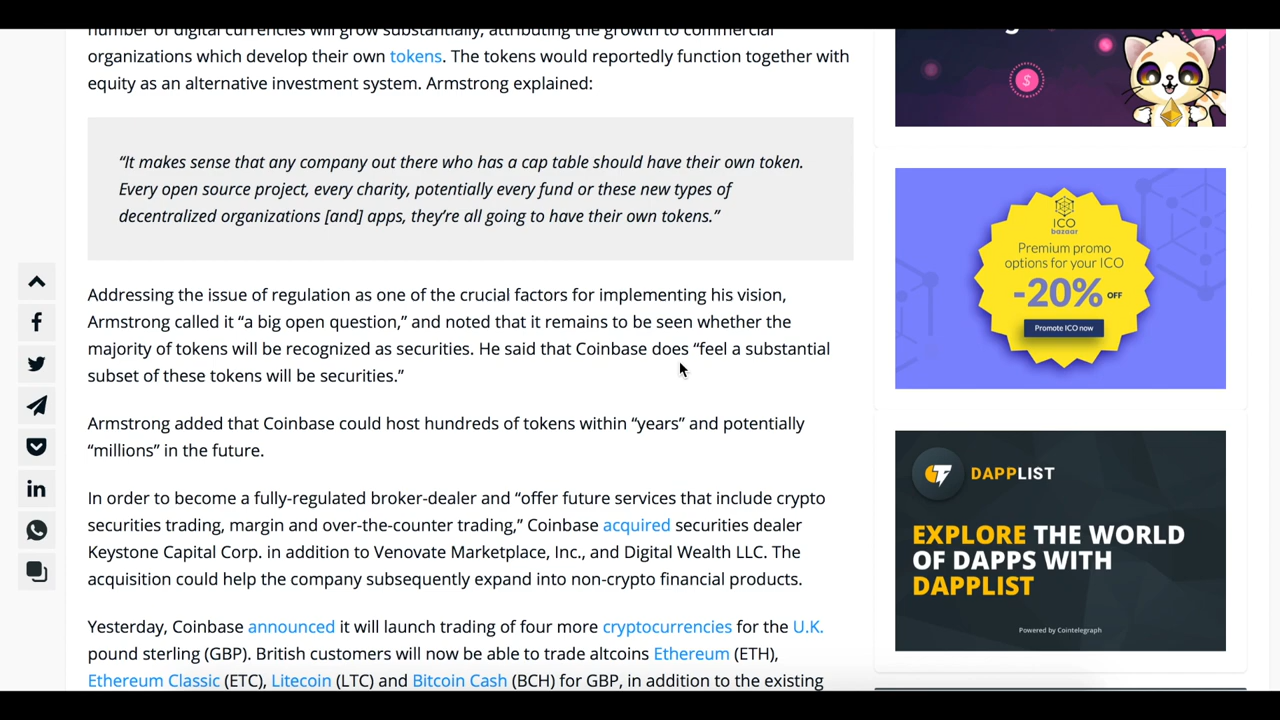 number of digital currencies will grow substantially, attributing the growth to commercial
organizations which develop their own tokens. The tokens would reportedly function together with
equity as an alternative investment system. Armstrong explained:
“It makes sense that any company out there who has a cap table should have their own token.
Every open source project, every charity, potentially every fund or these new types of
decentralized organizations [and] apps, they’re all going to have their own tokens.”
Addressing the issue of regulation as one of the crucial factors for implementing his vision,
Armstrong called it “a big open question,” and noted that it remains to be seen whether the
majority of tokens will be recognized as securities. He said that Coinbase does “feel a substantial
subset of these tokens will be securities.”
Armstrong added that Coinbase could host hundreds of tokens within “years” and potentially
“millions” in the future.
In order to become a fully-regulated broker-dealer and “offer future services that include crypto
securities trading, margin and over-the-counter trading,” Coinbase acquired securities dealer
Keystone Capital Corp. in addition to Venovate Marketplace, Inc., and Digital Wealth LLC. The
acquisition could help the company subsequently expand into non-crypto financial products.
Yesterday, Coinbase announced it will launch trading of four more cryptocurrencies for the U.K.
pound sterling (GBP). British customers will now be able to trade altcoins Ethereum (ETH),
Ethereum Classic (ETC), Litecoin (LTC) and Bitcoin Cash (BCH) for GBP, in addition to the existing
$
ICO
bazaar
Premium promo
options for your ICO
-20% OFF
Promote ICO now
DAPPLIST
EXPLORE THE WORLD
OF DAPPS WITH
DAPPLIST
Powered by Cointelegraph